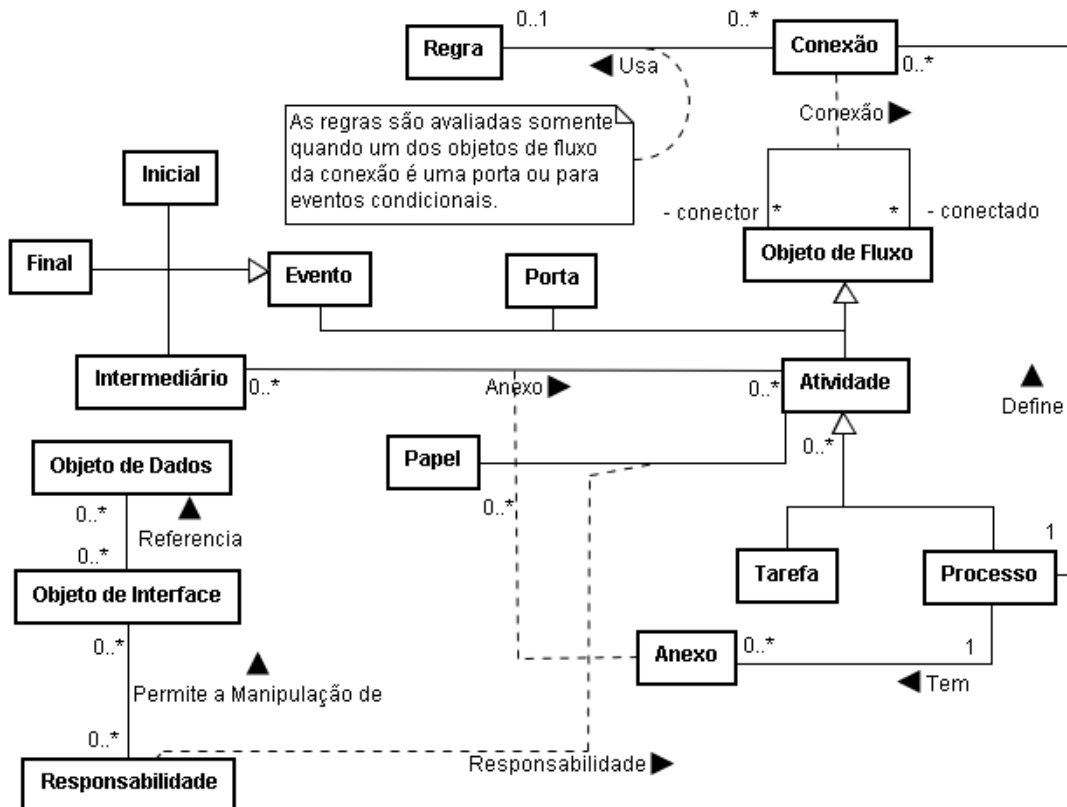 0..1
0..*
Regra
Conexão
Usa
0..*
As regras são avaliadas somente
quando um dos objetos de fluxo
da conexão é uma porta ou para
eventos condicionais.
Conexão
Inicial
- conector
*
*
- conectado
Final
Evento
Porta
Objeto de Fluxo
Intermediário
0..*
Anexo
0..*
Atividade
Define
Papel
0..*
0..*
Objeto de Dados
0..*
Referencia
0..*
Objeto de Interface
Tarefa
Processo
1
0..*
Anexo
0..*
1
Tem
Permite a Manipulação de
0..*
Responsabilidade
Responsabilidade